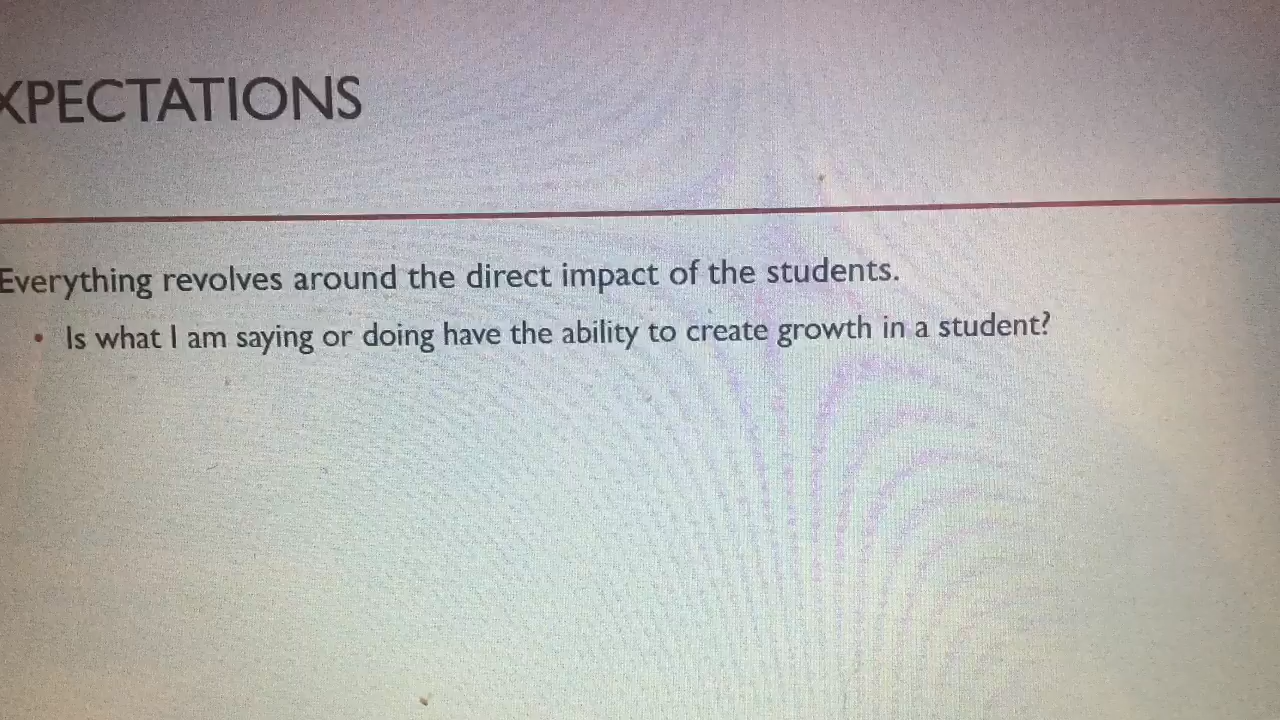 XPECTATIONS
Everything revolves around the direct impact of the students.
• Is what I am saying or doing have the ability to create growth in a student?